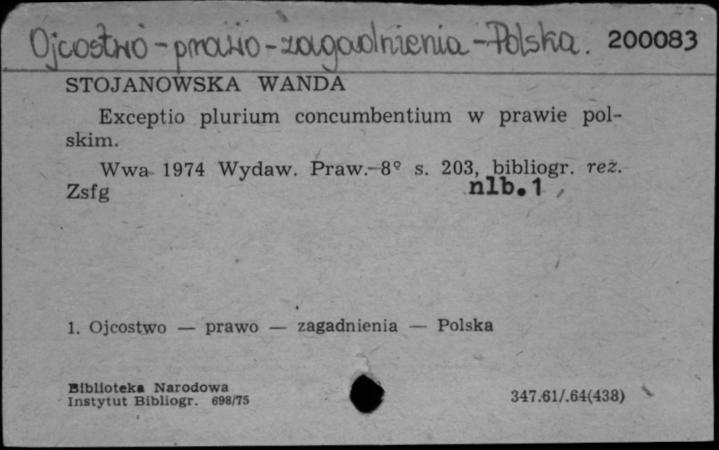 Ojcostwo - prawo - zagadnienia - Polska. 200083
STOJANOWSKA WANDA
Exceptio plurium concumbentium w prawie pol-
skim.
Wwa 1974 Wydaw. Praw. 8° s. 203, bibliogr. rez.
Zsfg nlb. 1
1. Ojcostwo — prawo — zagadnienia — Polska
Biblioteka Narodowa
Instytut Bibliogr. 698/75 347.61/.64(438)